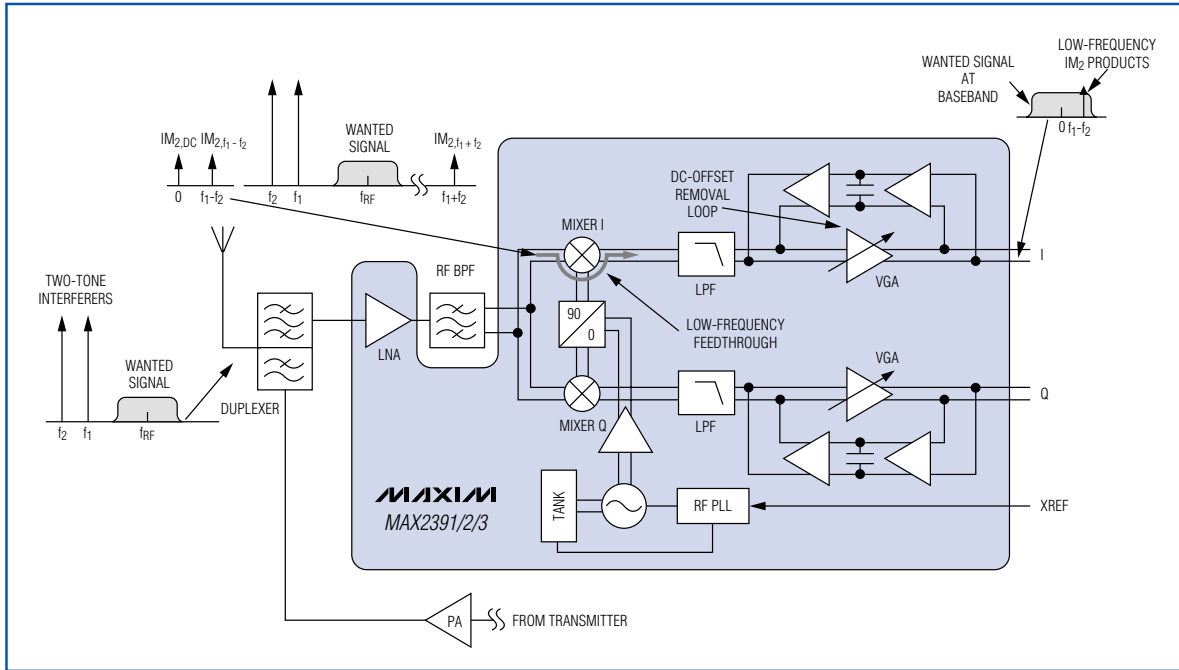 LOW-FREQUENCY
IM2 PRODUCTS
WANTED SIGNAL
AT
BASEBAND
0 f1-f2
IM2,DC IM2,f1 - f2
WANTED
SIGNAL
IM2,f1 + f2
0 f1-f2 f2 f1 fRF f1+f2
DC-OFFSET
REMOVAL
LOOP
MIXER I
I
LPF
VGA
RF BPF
TWO-TONE
INTERFERERS
90
0
LOW-FREQUENCY
FEEDTHROUGH
LNA
WANTED
SIGNAL
DUPLEXER
f2 f1 fRF
VGA
Q
LPF
MIXER Q
MAXIM
MAX2391/2/3
TANK
RF PLL
XREF
PA
FROM TRANSMITTER